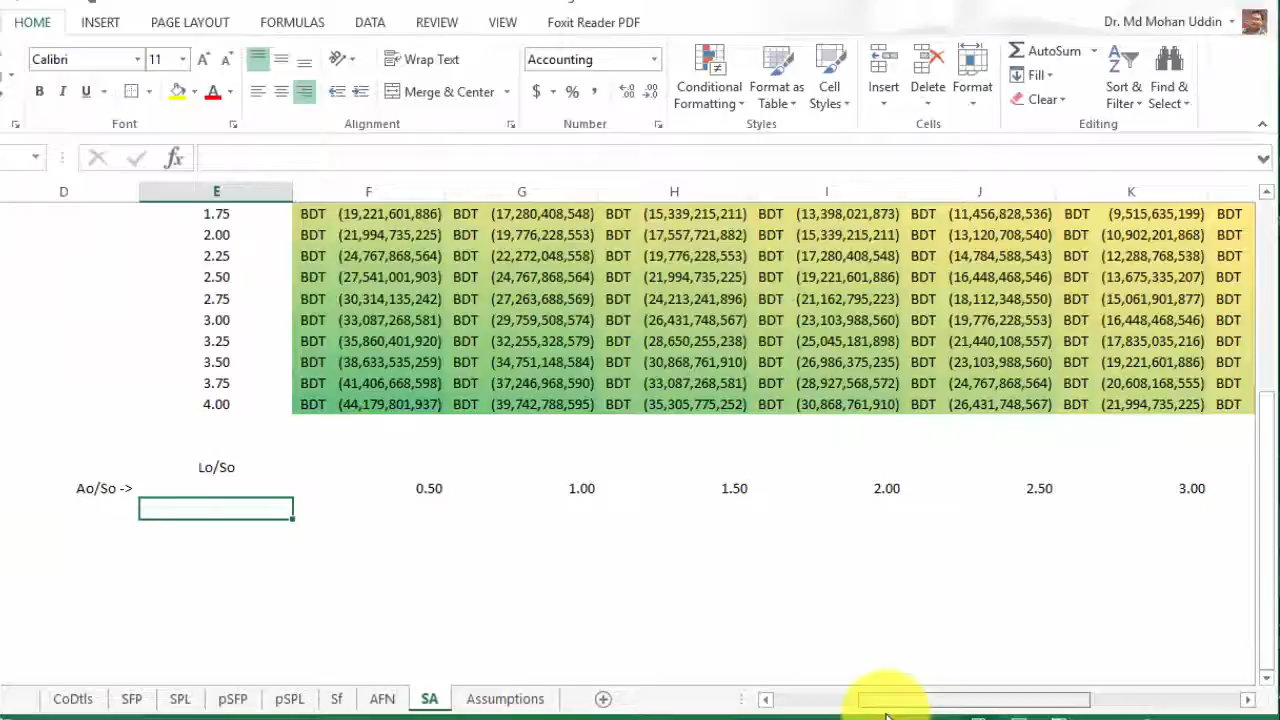 HOME INSERT PAGE LAYOUT FORMULAS DATA REVIEW VIEW Foxit Reader PDF Dr. Md Mohan Uddin
Calibri 11 A A Wrap Text Accounting Conditional Formatting Format as Table Cell Styles Insert Delete Format AutoSum Fill Clear Sort & Filter Find & Select
B I U A Merge & Center $ % , .00 .0
Font Alignment Number Styles Cells Editing
fx
D E F G H I J K
1.75 BDT (19,221,601,886) BDT (17,280,408,548) BDT (15,339,215,211) BDT (13,398,021,873) BDT (11,456,828,536) BDT (9,515,635,199) BDT
2.00 BDT (21,994,735,225) BDT (19,776,228,553) BDT (17,557,721,882) BDT (15,339,215,211) BDT (13,120,708,540) BDT (10,902,201,868) BDT
2.25 BDT (24,767,868,564) BDT (22,272,048,558) BDT (19,776,228,553) BDT (17,280,408,548) BDT (14,784,588,543) BDT (12,288,768,538) BDT
2.50 BDT (27,541,001,903) BDT (24,767,868,564) BDT (21,994,735,225) BDT (19,221,601,886) BDT (16,448,468,546) BDT (13,675,335,207) BDT
2.75 BDT (30,314,135,242) BDT (27,263,688,569) BDT (24,213,241,896) BDT (21,162,795,223) BDT (18,112,348,550) BDT (15,061,901,877) BDT
3.00 BDT (33,087,268,581) BDT (29,759,508,574) BDT (26,431,748,567) BDT (23,103,988,560) BDT (19,776,228,553) BDT (16,448,468,546) BDT
3.25 BDT (35,860,401,920) BDT (32,255,328,579) BDT (28,650,255,238) BDT (25,045,181,898) BDT (21,440,108,557) BDT (17,835,035,216) BDT
3.50 BDT (38,633,535,259) BDT (34,751,148,584) BDT (30,868,761,910) BDT (26,986,375,235) BDT (23,103,988,560) BDT (19,221,601,886) BDT
3.75 BDT (41,406,668,598) BDT (37,246,968,590) BDT (33,087,268,581) BDT (28,927,568,572) BDT (24,767,868,564) BDT (20,608,168,555) BDT
4.00 BDT (44,179,801,937) BDT (39,742,788,595) BDT (35,305,775,252) BDT (30,868,761,910) BDT (26,431,748,567) BDT (21,994,735,225) BDT
Lo/So
Ao/So -> 0.50 1.00 1.50 2.00 2.50 3.00
CoDtls SFP SPL pSFP pSPL Sf AFN SA Assumptions